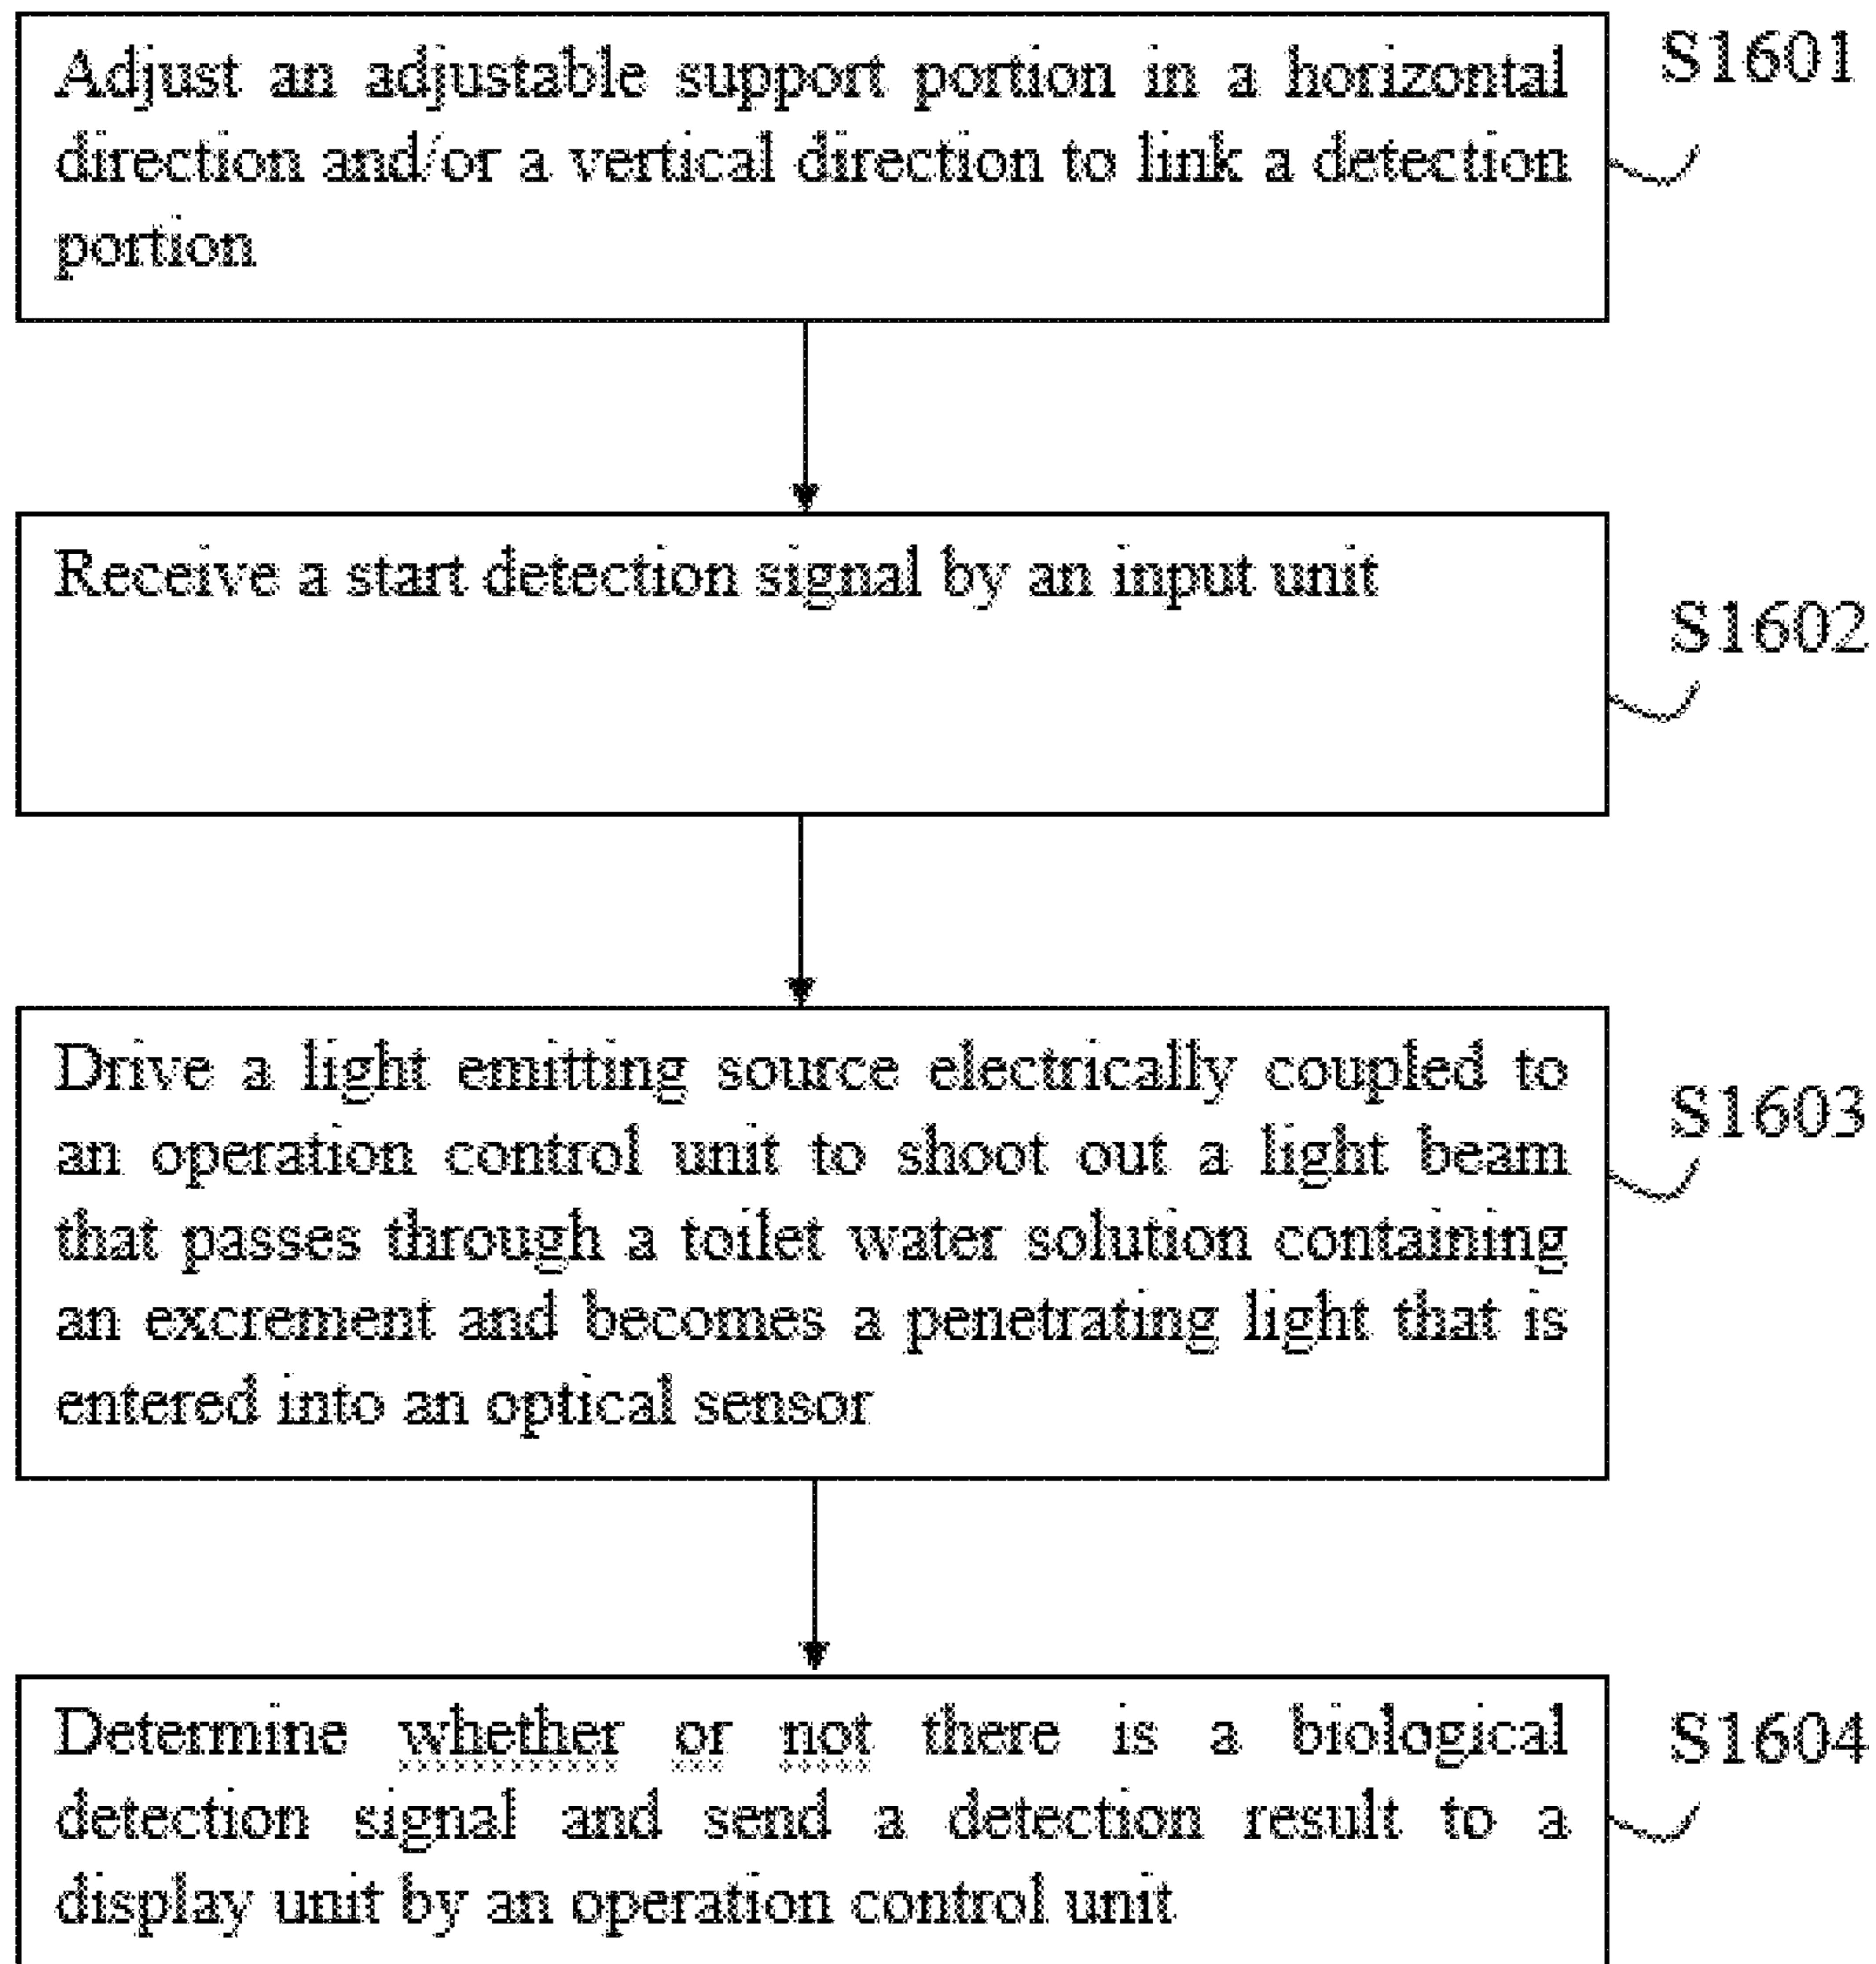 Adjust an adjustable support portion in a horizontal
direction and/or a vertical direction to link a detection
portion
S1601
Receive a start detection signal by an input unit
S1602
Drive a light emitting source electrically coupled to
an operation control unit to shoot out a light beam
that passes through a toilet water solution containing
an excrement and becomes a penetrating light that is
entered into an optical sensor
S1603
Determine whether or not there is a biological
detection signal and send a detection result to a
display unit by an operation control unit
S1604